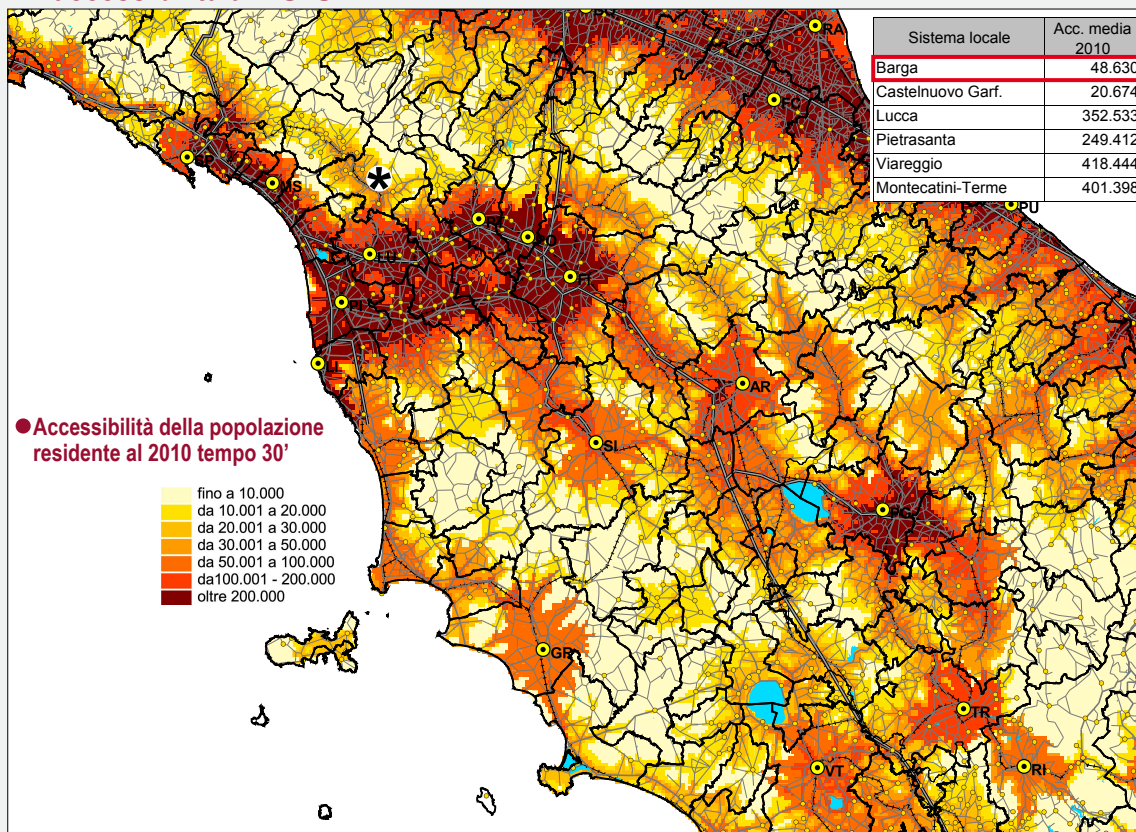 Sistema locale
Acc. media
2010
Barga
48.630
Castelnuovo Garf.
20.674
Lucca
352.533
Pietrasanta
249.412
Viareggio
418.444
Montecatini-Terme
401.398
RA
FC
PU
SP
MS
LU
PI
LI
AR
SI
PG
GR
TR
VT
RI
●Accessibilità della popolazione
residente al 2010 tempo 30’
fino a 10.000
da 10.001 a 20.000
da 20.001 a 30.000
da 30.001 a 50.000
da 50.001 a 100.000
da100.001 - 200.000
oltre 200.000